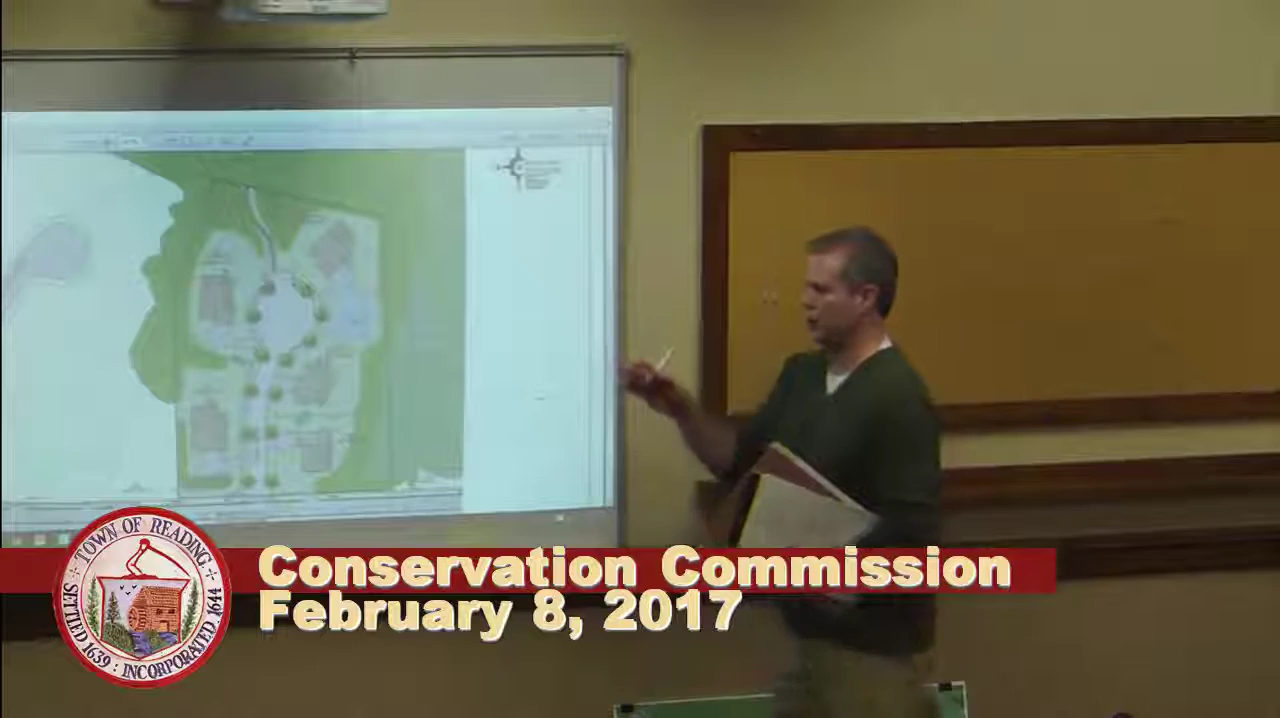 Conservation Commission
February 8, 2017
TOWN OF READING
SETTLED 1639 : INCORPORATED 1644